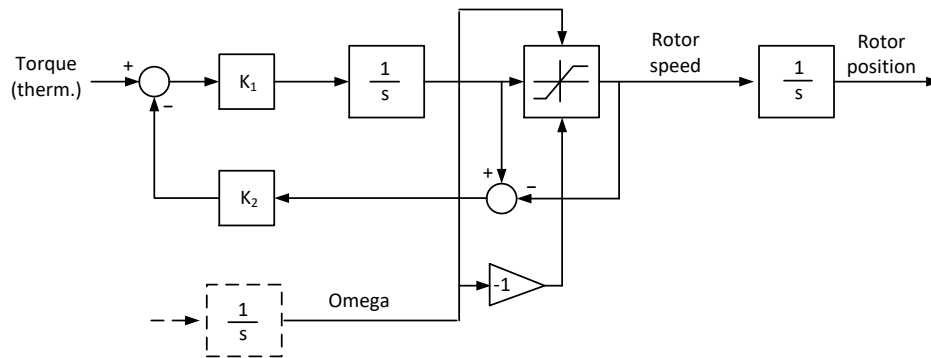 Torque
(therm.)
+
−
K₁
1
s
Rotor
speed
1
s
Rotor
position
K₂
+
−
-1
Omega
1
s